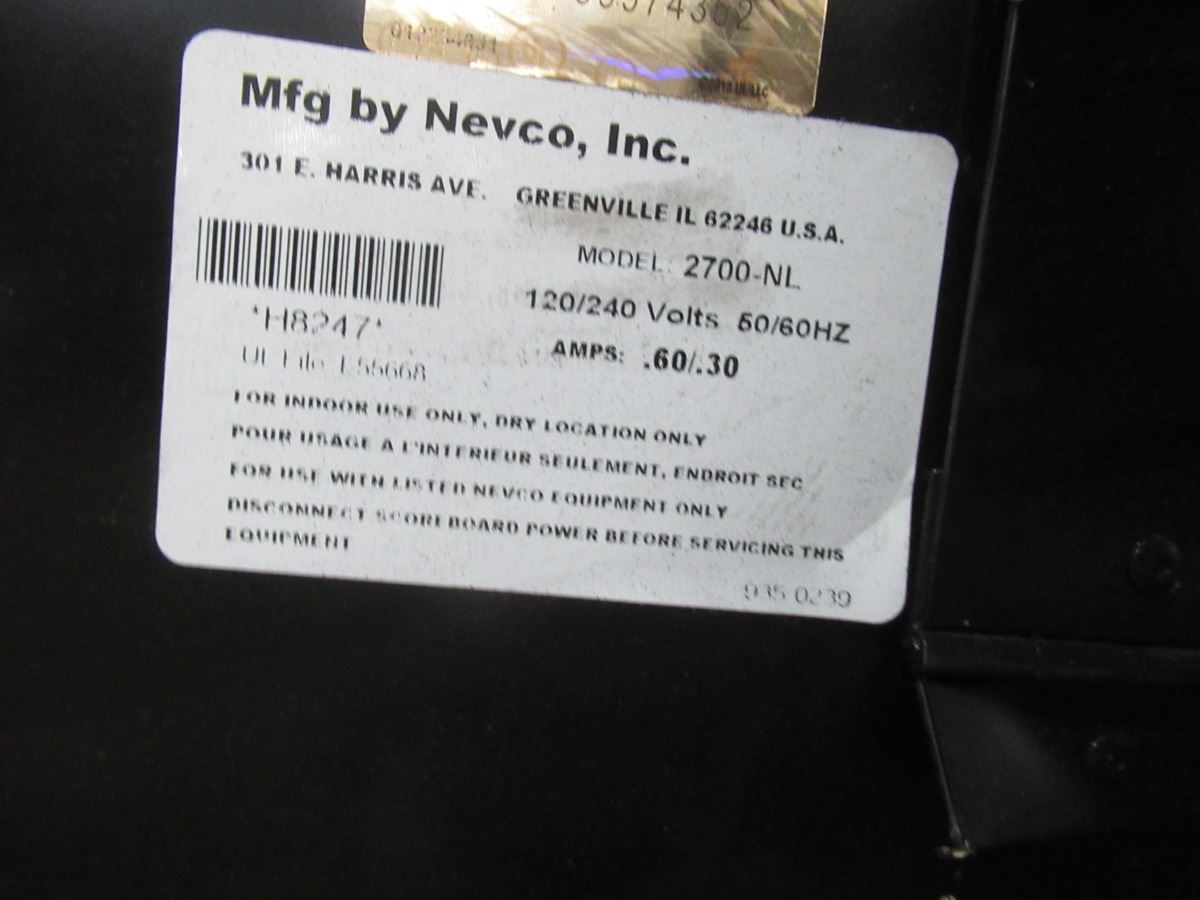 Mfg by Nevco, Inc.
301 E. HARRIS AVE. GREENVILLE IL 62246 U.S.A.
MODEL: 2700-NL
120/240 Volts 50/60HZ
AMPS: .60/.30
*H8247*
UL File E55668
FOR INDOOR USE ONLY, DRY LOCATION ONLY
POUR USAGE A L'INTERIEUR SEULEMENT, ENDROIT SEC
FOR USE WITH LISTED NEVCO EQUIPMENT ONLY
DISCONNECT SCOREBOARD POWER BEFORE SERVICING THIS
EQUIPMENT
935 0239